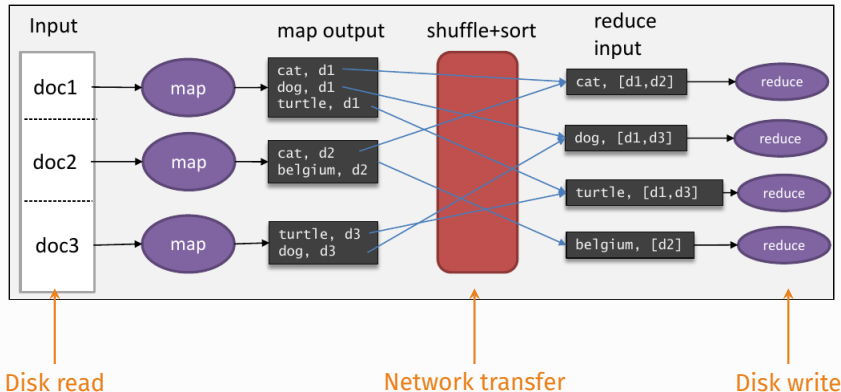 Input
map output
shuffle+sort
reduce
input
doc1
map
cat, d1
dog, d1
turtle, d1
cat, [d1,d2]
reduce
dog, [d1,d3]
reduce
doc2
map
cat, d2
belgium, d2
turtle, [d1,d3]
reduce
doc3
map
turtle, d3
dog, d3
belgium, [d2]
reduce
Disk read
Network transfer
Disk write